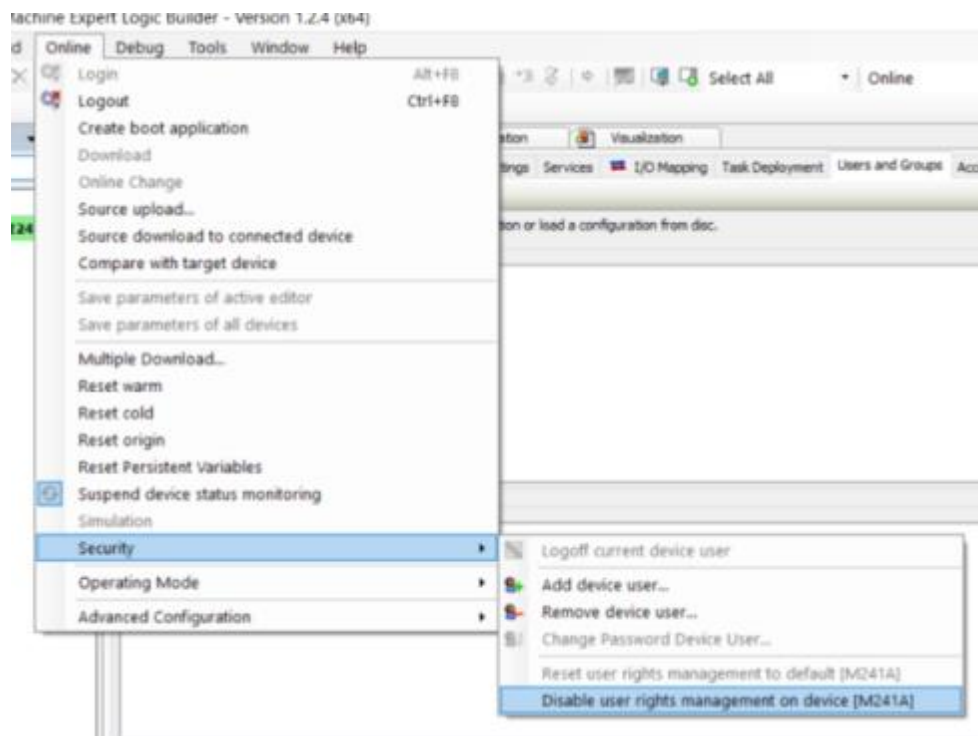 Machine Expert Logic Builder - Version 1.2.4 (x64)
Online Debug Tools Window Help
Login Alt+F8
Select All
Online
Logout Ctrl+F8
Create boot application
Visualization
Download
Services I/O Mapping Task Deployment Users and Groups
Online Change
Source upload...
on or load a configuration from disc.
Source download to connected device
Compare with target device
Save parameters of active editor
Save parameters of all devices
Multiple Download...
Reset warm
Reset cold
Reset origin
Reset Persistent Variables
Suspend device status monitoring
Simulation
Security
Logoff current device user
Operating Mode
Add device user...
Advanced Configuration
Remove device user...
Change Password Device User...
Reset user rights management to default [M241A]
Disable user rights management on device [M241A]